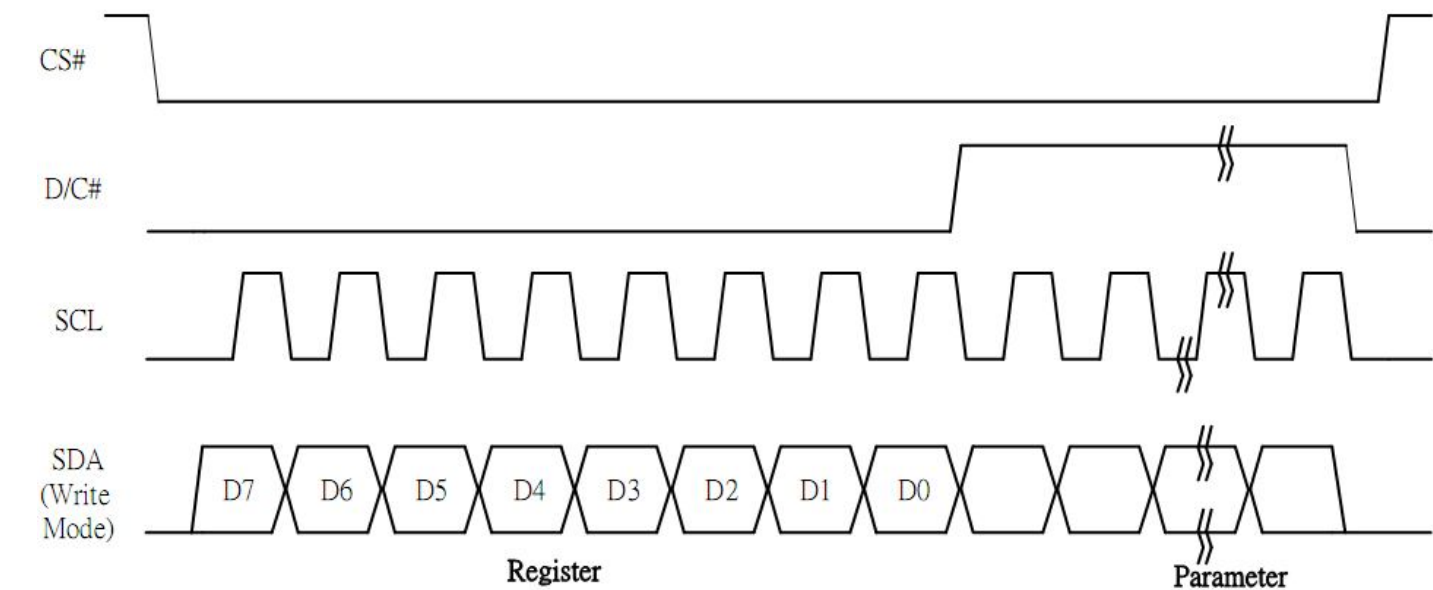 CS#
D/C#
SCL
SDA
(Write
Mode)
D7 D6 D5 D4 D3 D2 D1 D0
Register
Parameter